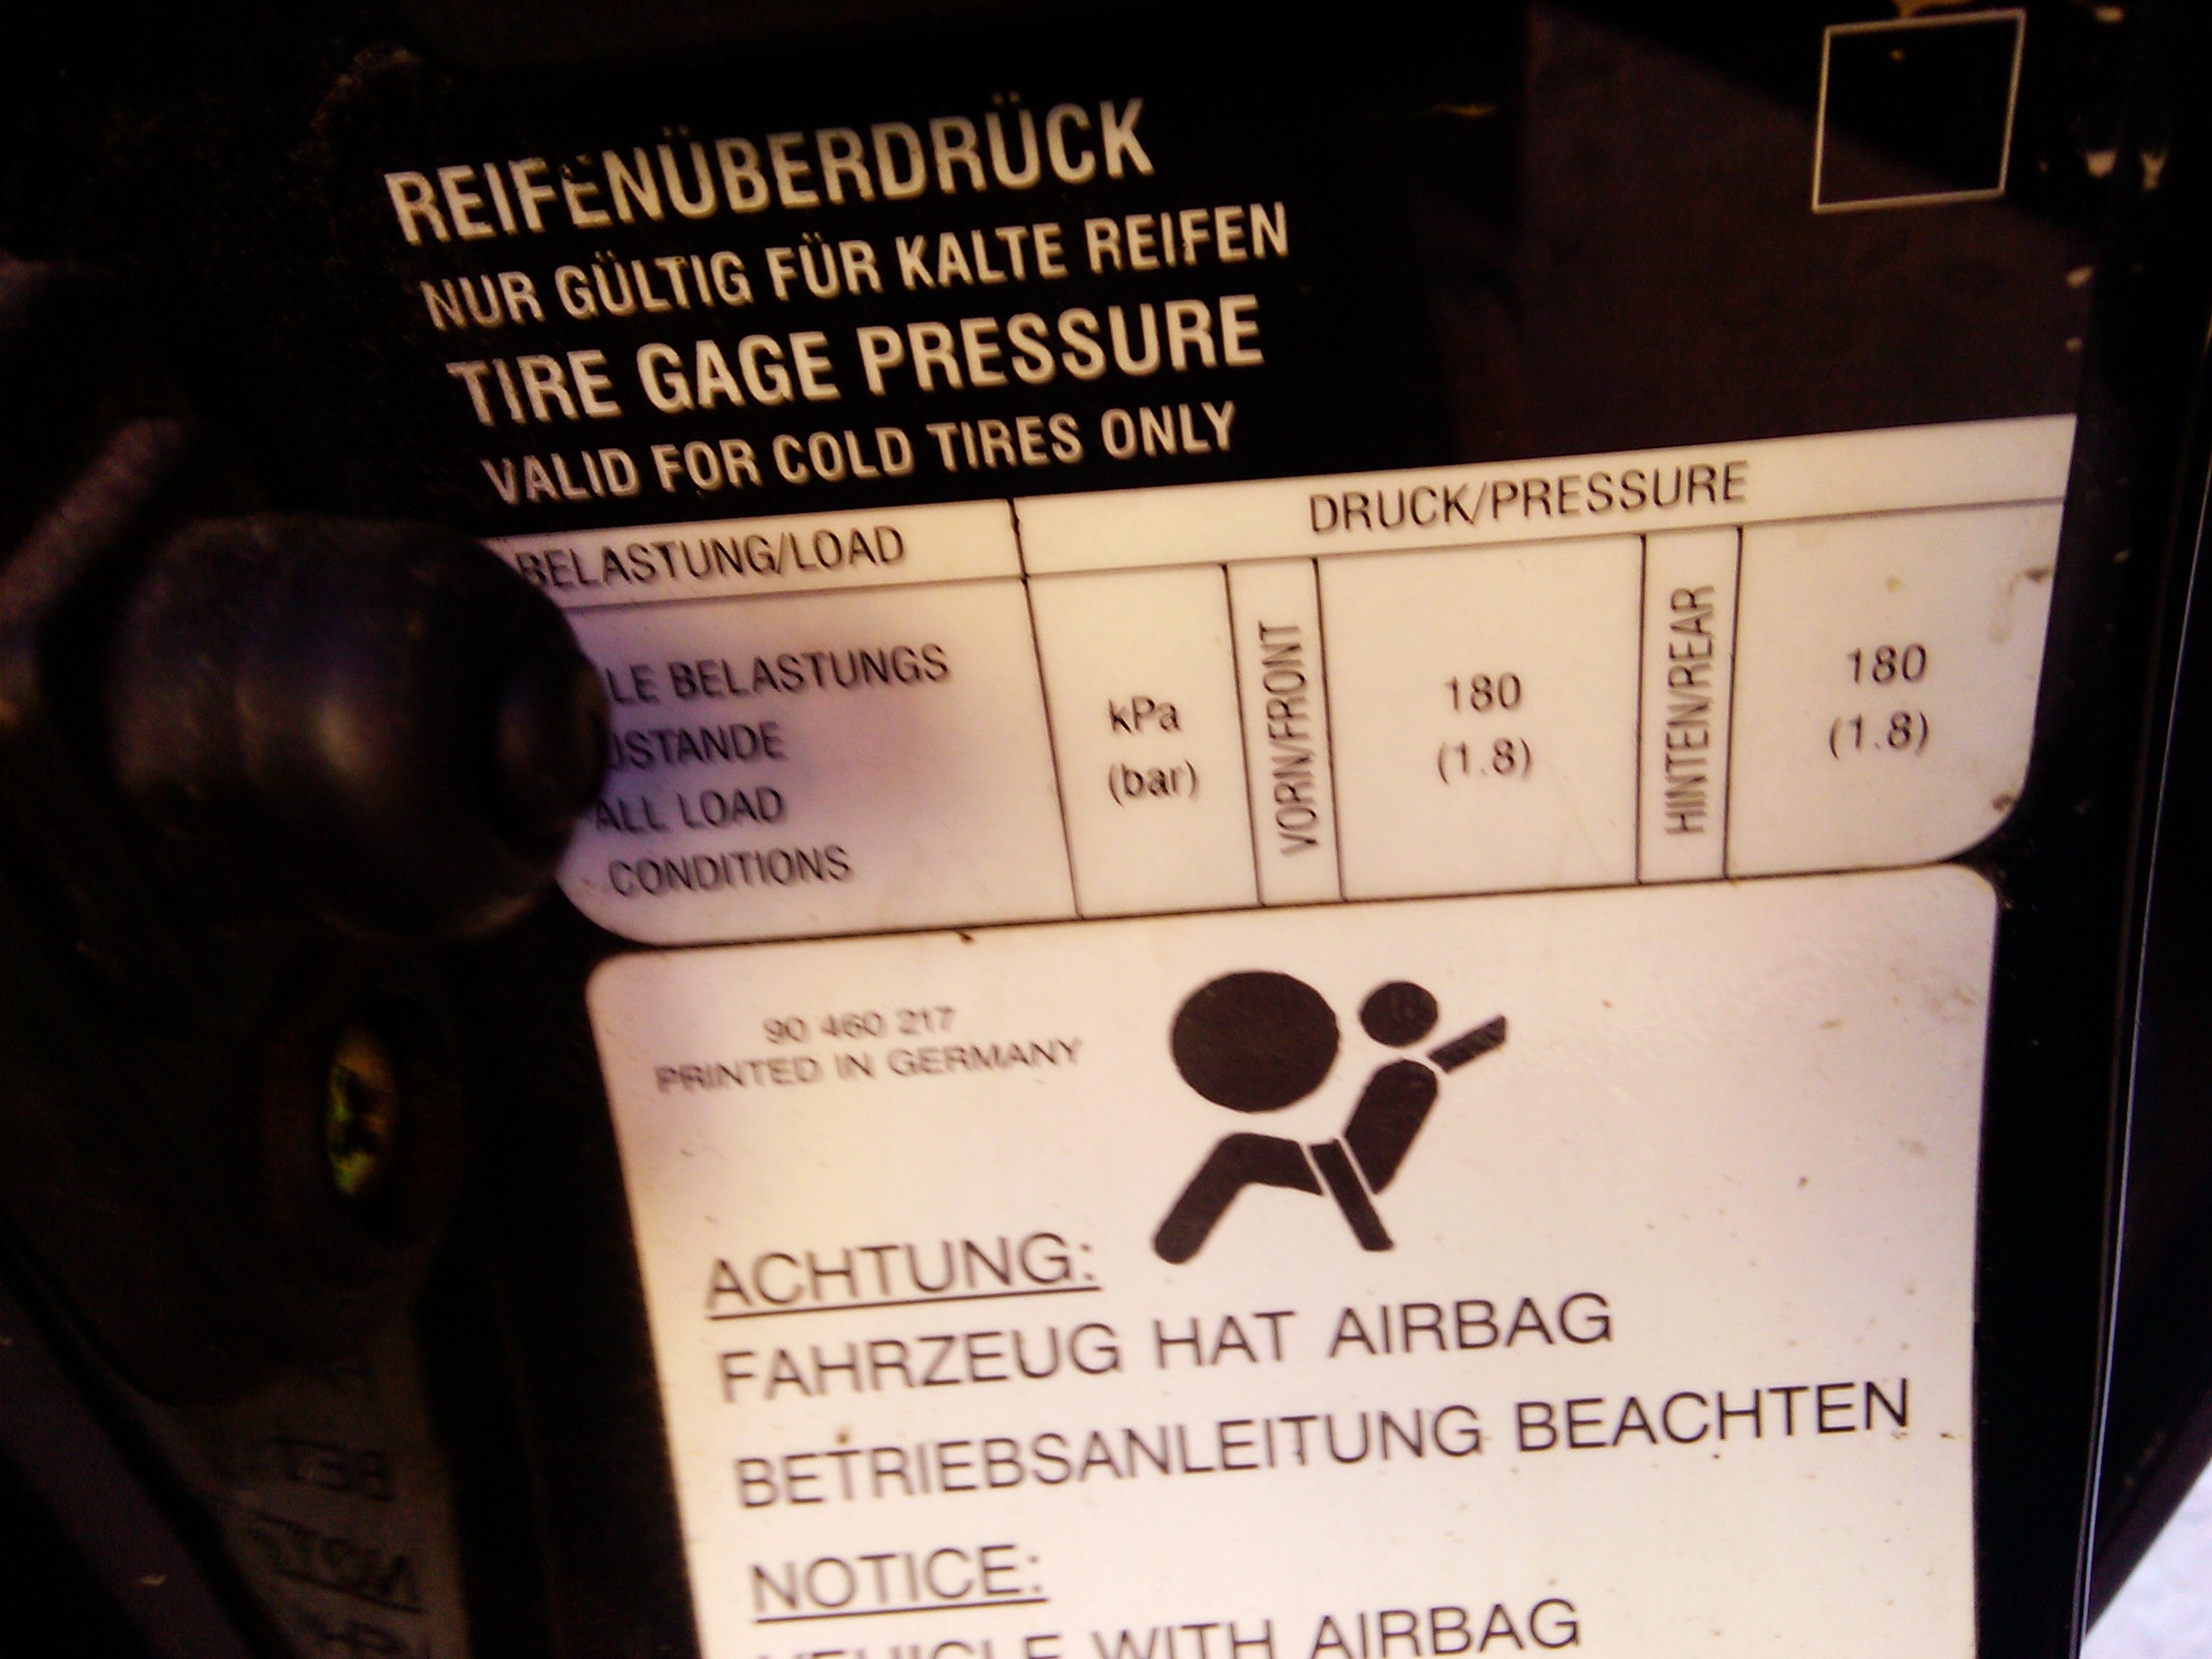 REIFENÜBERDRÜCK
NUR GÜLTIG FÜR KALTE REIFEN
TIRE GAGE PRESSURE
VALID FOR COLD TIRES ONLY
BELASTUNG/LOAD
DRUCK/PRESSURE
LE BELASTUNGS
STANDE
ALL LOAD
CONDITIONS
kPa
(bar)
VORN/FRONT
180
(1.8)
HINTEN/REAR
180
(1.8)
90 460 217
PRINTED IN GERMANY
ACHTUNG:
FAHRZEUG HAT AIRBAG
BETRIEBSANLEITUNG BEACHTEN
NOTICE:
VEHICLE WITH AIRBAG